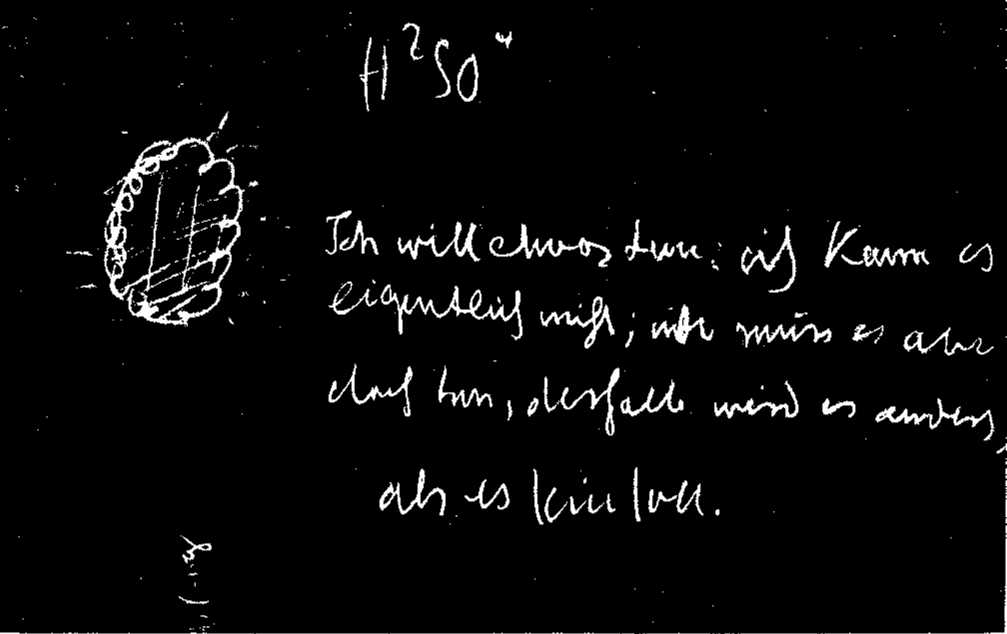 H²SO⁴
Ich will etwas tun: ich kann es
eigentlich nicht; ich muss es aber
doch tun, deshalb wird es anders,
als es sein soll.